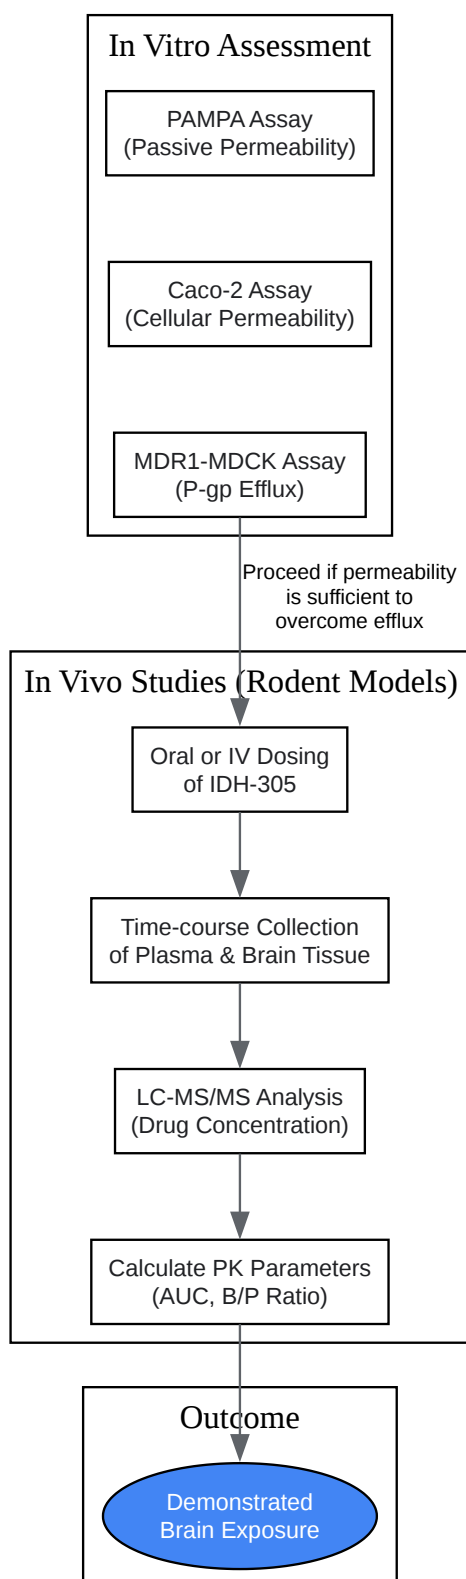 In Vitro Assessment
PAMPA Assay
(Passive Permeability)
Caco-2 Assay
(Cellular Permeability)
MDR1-MDCK Assay
(P-gp Efflux)
Proceed if permeability
is sufficient to
overcome efflux
In Vivo Studies (Rodent Models)
Oral or IV Dosing
of IDH-305
Time-course Collection
of Plasma & Brain Tissue
LC-MS/MS Analysis
(Drug Concentration)
Calculate PK Parameters
(AUC, B/P Ratio)
Outcome
Demonstrated
Brain Exposure